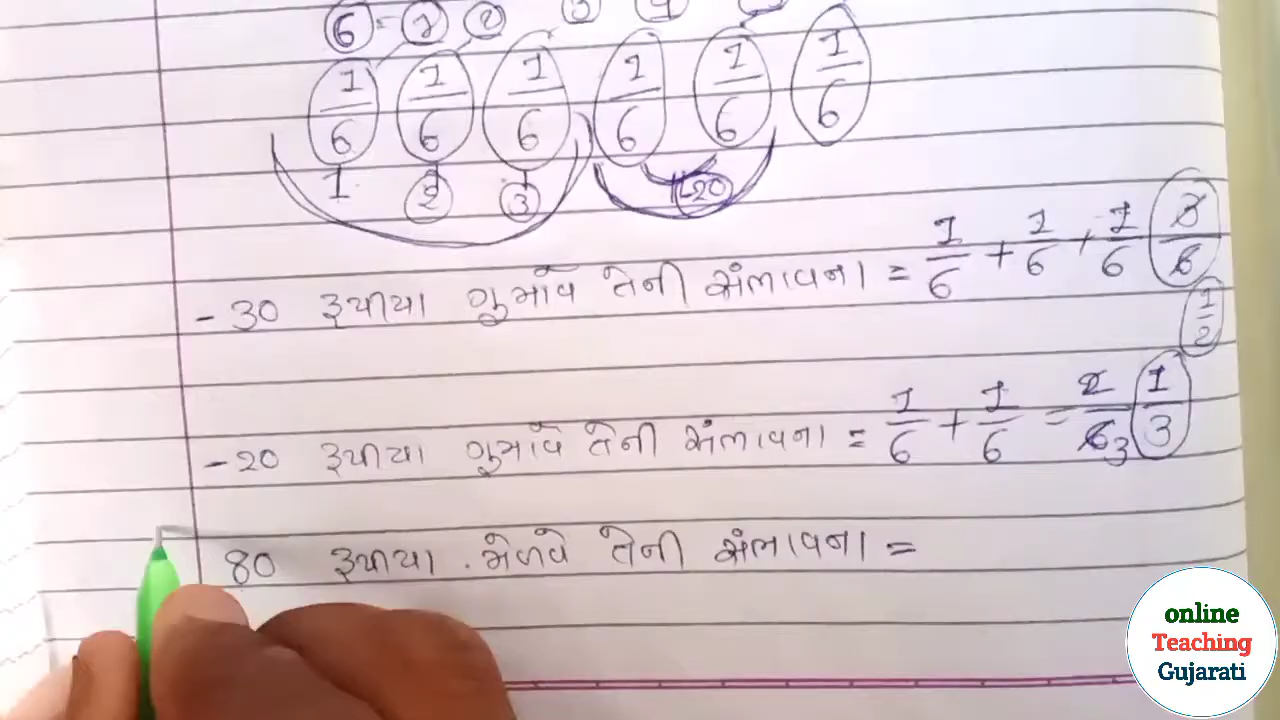 6 = 1 2 3 4
1/6 1/6 1/6 1/6 1/6 1/6
1 2 3 -20
-30 રૂપીયા ગુમાવે તેની સંભાવના = 1/6 + 1/6 + 1/6 3/6
1/2
-20 રૂપીયા ગુમાવે તેની સંભાવના = 1/6 + 1/6 = 2/6 3 1/3
80 રૂપીયા મેળવે તેની સંભાવના =
online
Teaching
Gujarati